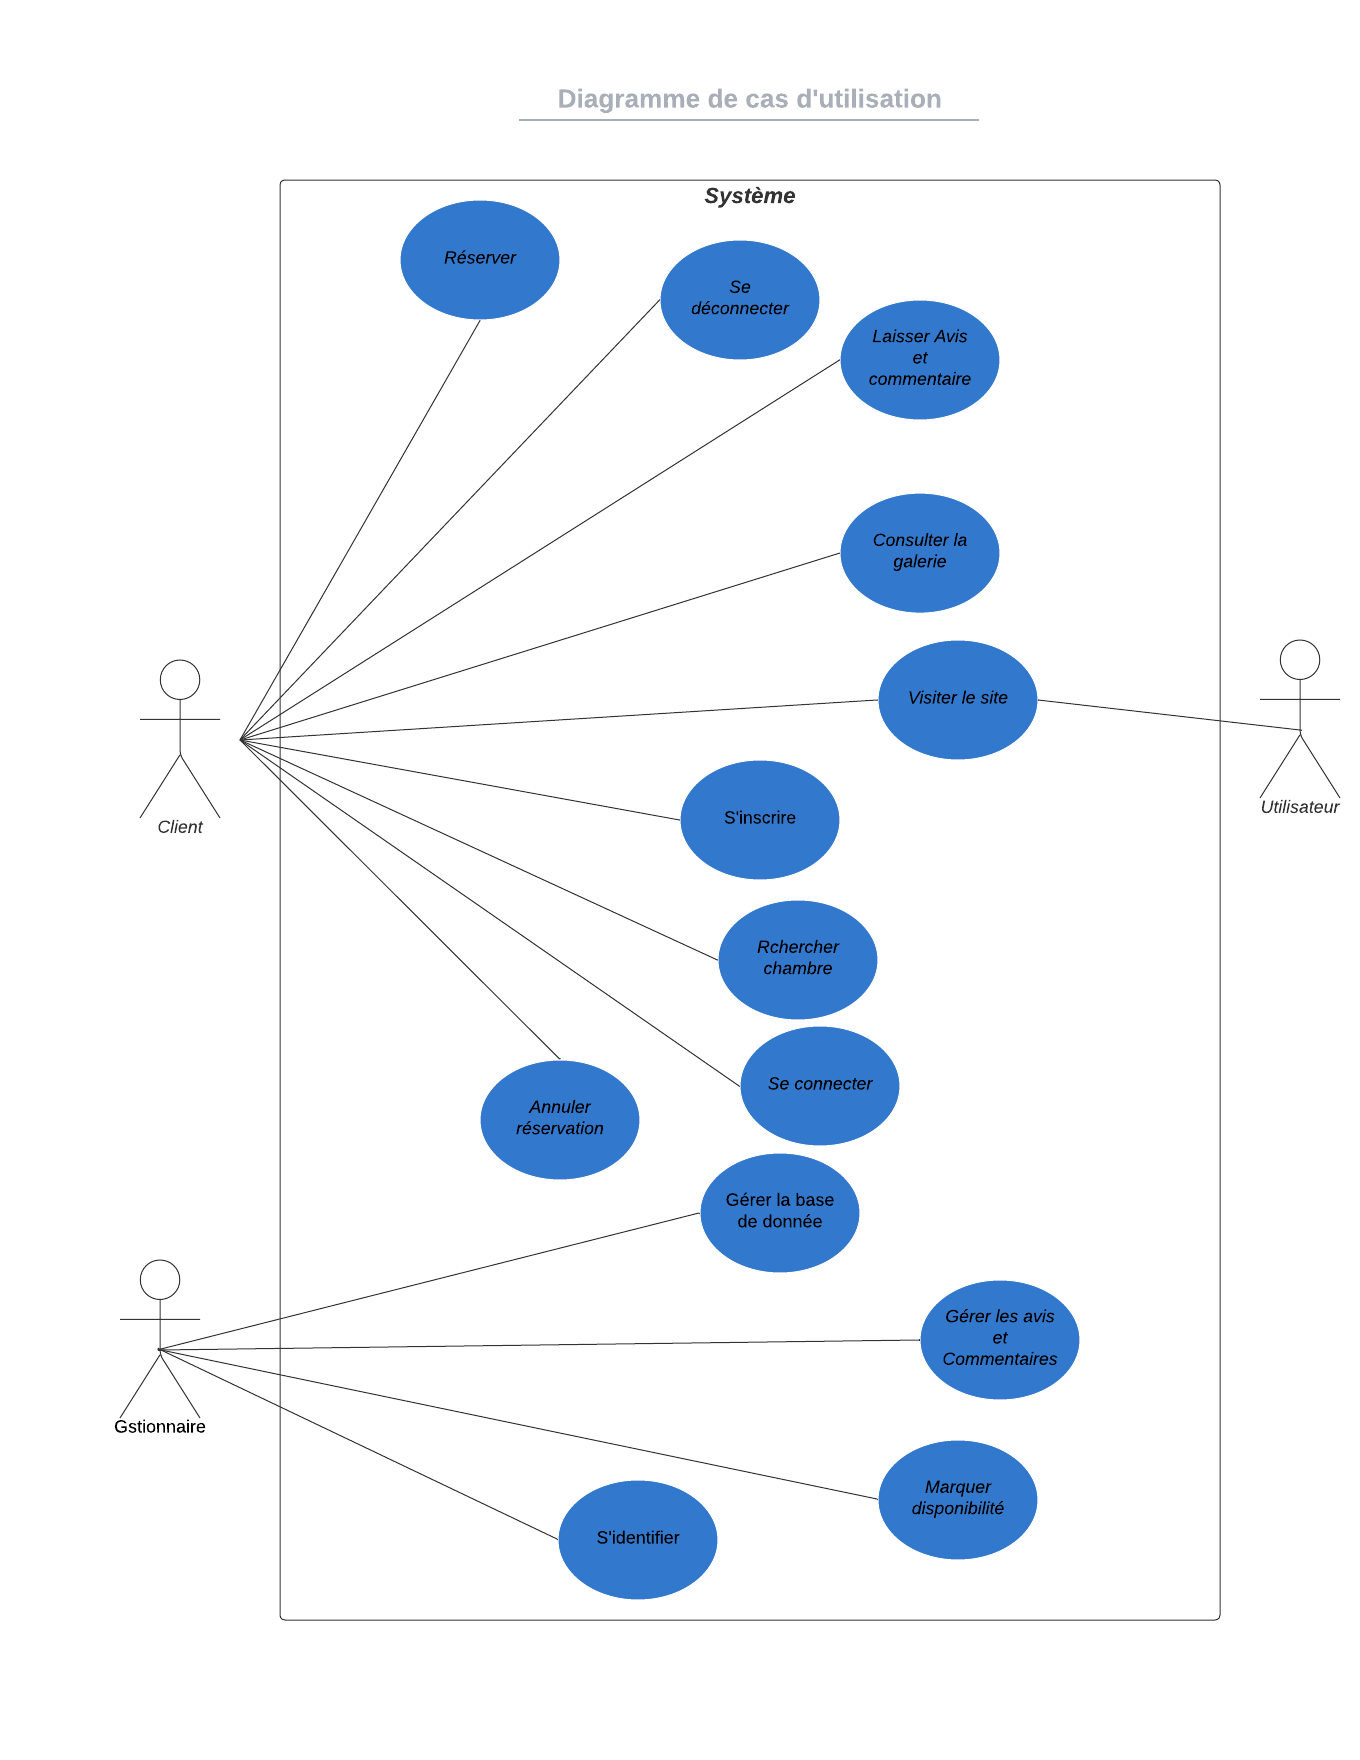 Diagramme de cas d'utilisation
Système
Réserver
Se
déconnecter
Laisser Avis
et
commentaire
Consulter la
galerie
Visiter le site
Utilisateur
Client
S'inscrire
Rchercher
chambre
Se connecter
Annuler
réservation
Gérer la base
de donnée
Gérer les avis
et
Commentaires
Gstionnaire
Marquer
disponibilité
S'identifier